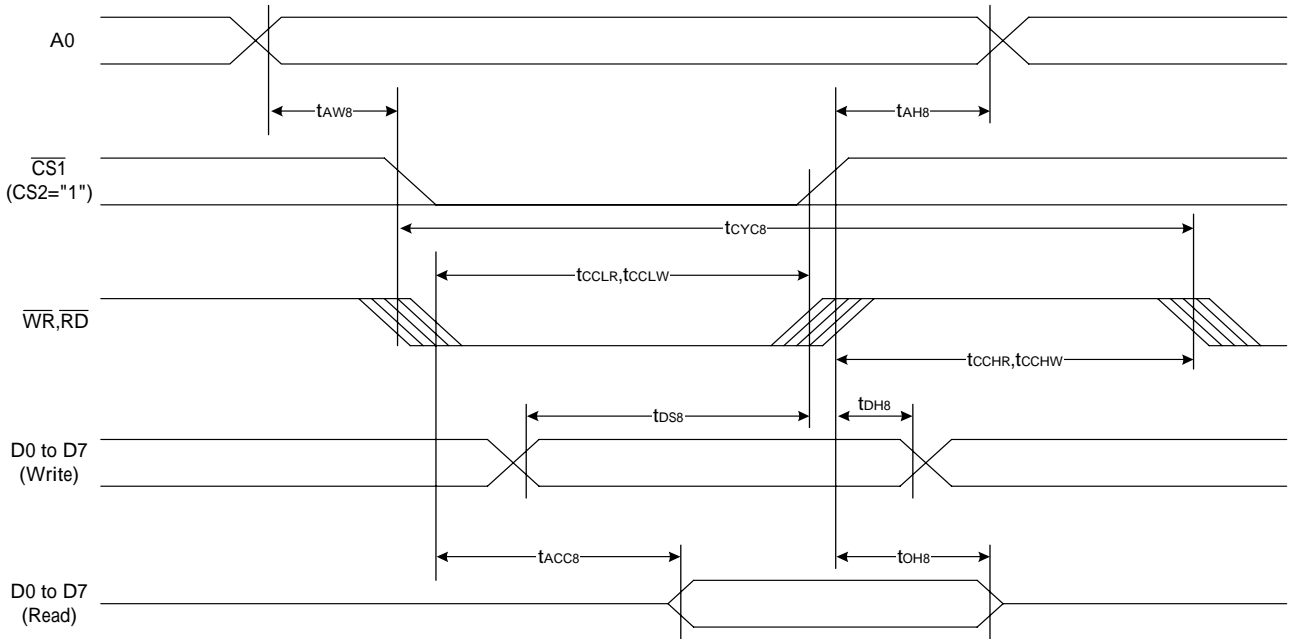 A0
tAW8
tAH8
CS1
(CS2="1")
tCYC8
tCCLR,tCCLW
WR,RD
tCCHR,tCCHW
tDS8
tDH8
D0 to D7
(Write)
tACC8
tOH8
D0 to D7
(Read)